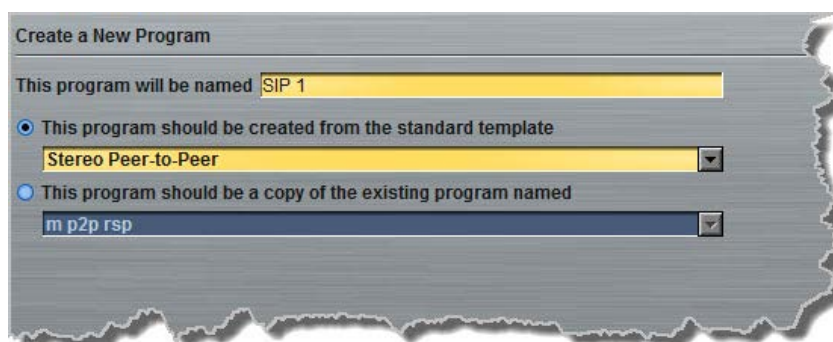 Create a New Program
This program will be named SIP 1
This program should be created from the standard template
Stereo Peer-to-Peer
This program should be a copy of the existing program named
m p2p rsp